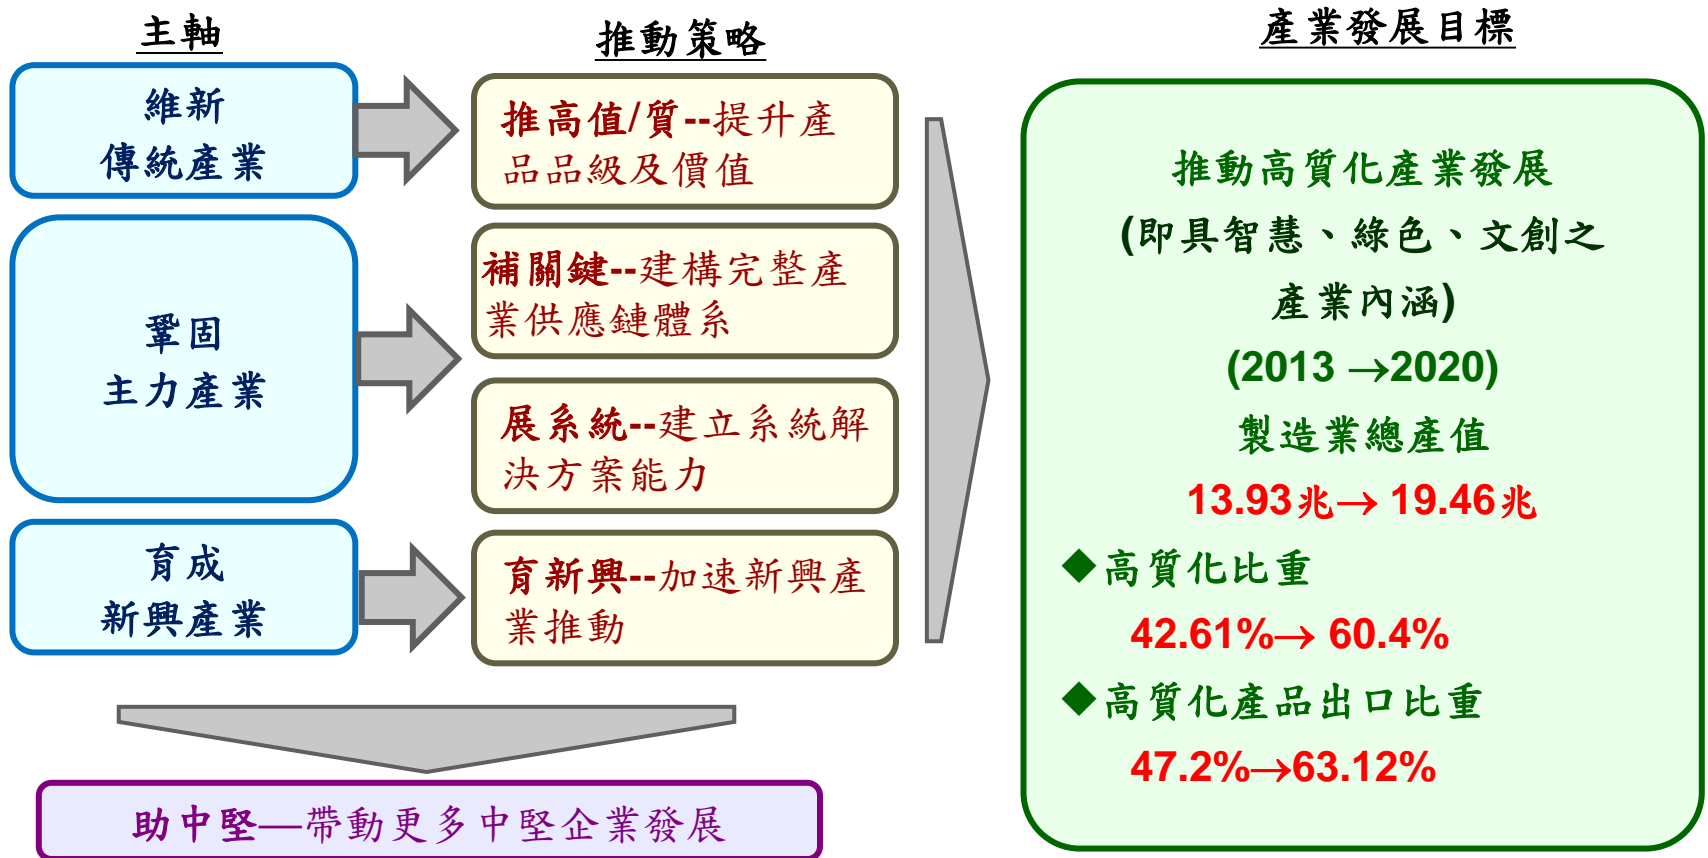 主軸
維新
傳統產業
鞏固
主力產業
育成
新興產業
推動策略
推高值/質--提升產
品品級及價值
補關鍵--建構完整產
業供應鏈體系
展系統--建立系統解
決方案能力
育新興--加速新興產
業推動
助中堅—帶動更多中堅企業發展
產業發展目標
推動高質化產業發展
(即具智慧、綠色、文創之
產業內涵)
(2013 →2020)
製造業總產值
13.93兆→ 19.46兆
◆高質化比重
42.61%→ 60.4%
◆高質化產品出口比重
47.2%→63.12%